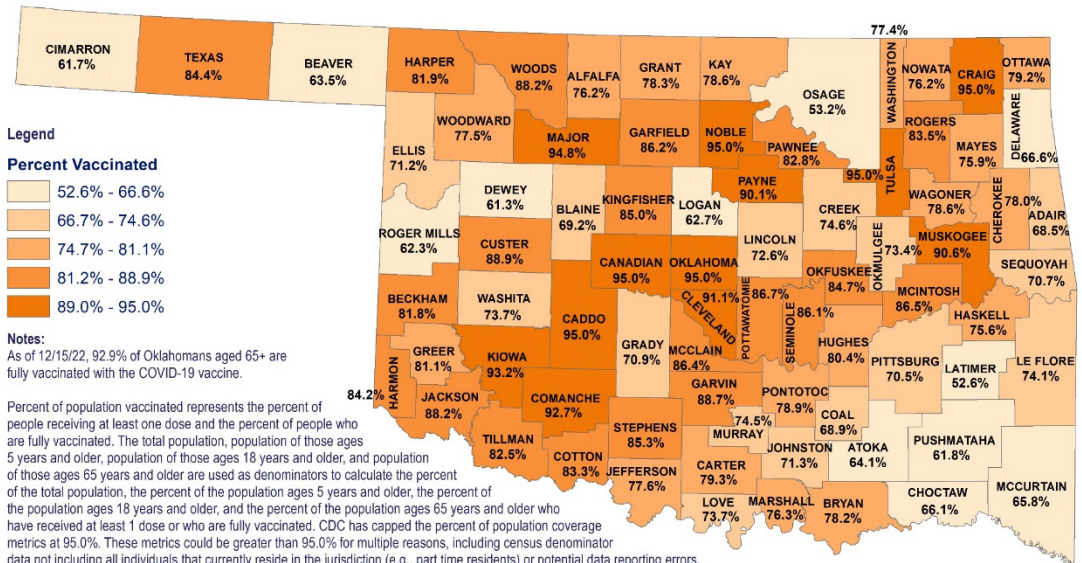 77.4%
CIMARRON
61.7%
TEXAS
84.4%
BEAVER
63.5%
HARPER
81.9%
WOODS
88.2%
ALFALFA
76.2%
GRANT
78.3%
KAY
78.6%
OSAGE
53.2%
WASHINGTON
NOWATA
76.2%
CRAIG
95.0%
OTTAWA
79.2%
DELAWARE
66.6%
ELLIS
71.2%
WOODWARD
77.5%
MAJOR
94.8%
GARFIELD
86.2%
NOBLE
95.0%
PAWNEE
82.8%
ROGERS
83.5%
MAYES
75.9%
Legend
Percent Vaccinated
52.6% - 66.6%
66.7% - 74.6%
74.7% - 81.1%
81.2% - 88.9%
89.0% - 95.0%
ROGER MILLS
62.3%
DEWEY
61.3%
CUSTER
88.9%
BLAINE
69.2%
KINGFISHER
85.0%
LOGAN
62.7%
PAYNE
90.1%
95.0%
TULSA
CREEK
74.6%
WAGONER
78.6%
CHEROKEE
78.0%
ADAIR
68.5%
CANADIAN
95.0%
OKLAHOMA
95.0%
LINCOLN
72.6%
OKMULGEE
73.4%
MUSKOGEE
90.6%
SEQUOYAH
70.7%
BECKHAM
81.8%
WASHITA
73.7%
CADDO
95.0%
GRADY
70.9%
91.1%
CLEVELAND
86.7%
POTTAWATOMIE
SEMINOLE
86.1%
OKFUSKEE
84.7%
MCINTOSH
86.5%
HASKELL
75.6%
Notes:
As of 12/15/22, 92.9% of Oklahomans aged 65+ are
fully vaccinated with the COVID-19 vaccine.
GREER
81.1%
KIOWA
93.2%
MCCLAIN
86.4%
HUGHES
80.4%
PITTSBURG
70.5%
LATIMER
52.6%
LE FLORE
74.1%
84.2%
HARMON
JACKSON
88.2%
COMANCHE
92.7%
GARVIN
88.7%
PONTOTOC
78.9%
COAL
68.9%
TILLMAN
82.5%
COTTON
83.3%
STEPHENS
85.3%
74.5%
MURRAY
JOHNSTON
71.3%
ATOKA
64.1%
PUSHMATAHA
61.8%
JEFFERSON
77.6%
CARTER
79.3%
LOVE
73.7%
MARSHALL
76.3%
BRYAN
78.2%
CHOCTAW
66.1%
MCCURTAIN
65.8%
Percent of population vaccinated represents the percent of
people receiving at least one dose and the percent of people who
are fully vaccinated. The total population, population of those ages
5 years and older, population of those ages 18 years and older, and population
of those ages 65 years and older are used as denominators to calculate the percent
of the total population, the percent of the population ages 5 years and older, the percent of
the population ages 18 years and older, and the percent of the population ages 65 years and older who
have received at least 1 dose or who are fully vaccinated. CDC has capped the percent of population coverage
metrics at 95.0%. These metrics could be greater than 95.0% for multiple reasons, including census denominator
data not including all individuals that currently reside in the jurisdiction (e.g., part time residents) or potential data reporting errors.